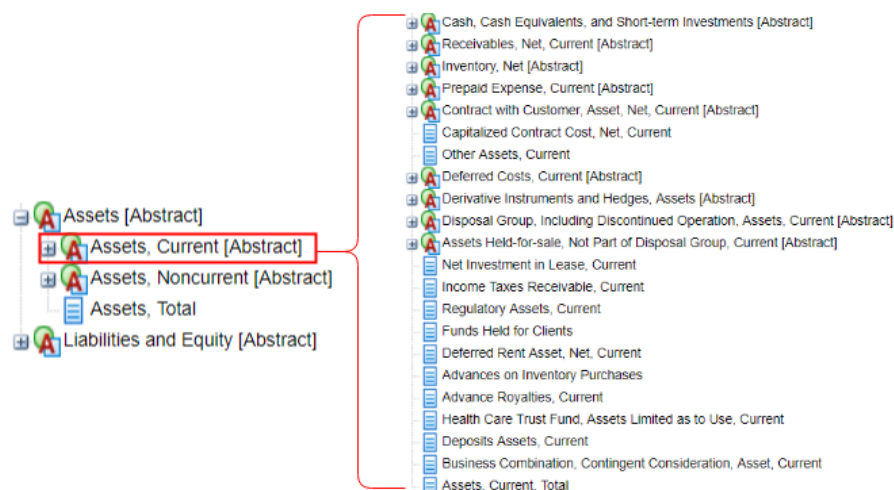 Assets [Abstract]
Assets, Current [Abstract]
Assets, Noncurrent [Abstract]
Assets, Total
Liabilities and Equity [Abstract]
Cash, Cash Equivalents, and Short-term Investments [Abstract]
Receivables, Net, Current [Abstract]
Inventory, Net [Abstract]
Prepaid Expense, Current [Abstract]
Contract with Customer, Asset, Net, Current [Abstract]
Capitalized Contract Cost, Net, Current
Other Assets, Current
Deferred Costs, Current [Abstract]
Derivative Instruments and Hedges, Assets [Abstract]
Disposal Group, Including Discontinued Operation, Assets, Current [Abstract]
Assets Held-for-sale, Not Part of Disposal Group, Current [Abstract]
Net Investment in Lease, Current
Income Taxes Receivable, Current
Regulatory Assets, Current
Funds Held for Clients
Deferred Rent Asset, Net, Current
Advances on Inventory Purchases
Advance Royalties, Current
Health Care Trust Fund, Assets Limited as to Use, Current
Deposits Assets, Current
Business Combination, Contingent Consideration, Asset, Current
Assets, Current, Total